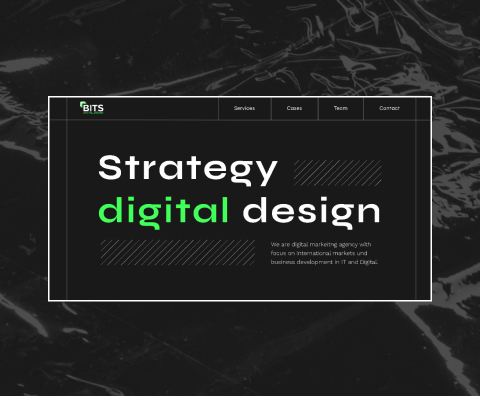 BITS
Services
Cases
Team
Contact
Strategy
digital design
We are digital markeitng agency with
focus on international markets and
business development in IT and Digital.